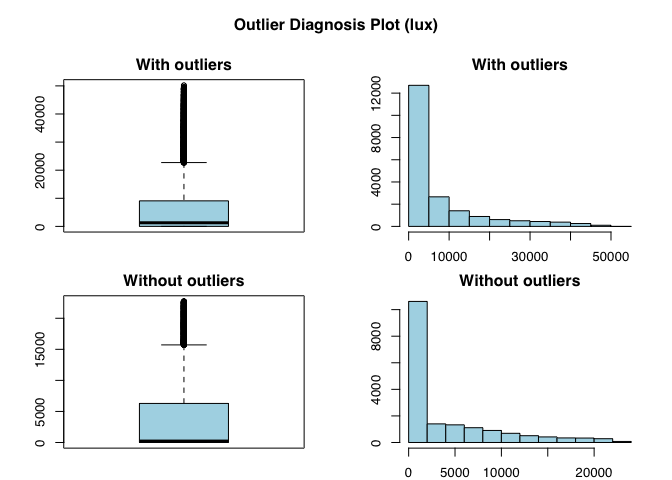 Outlier Diagnosis Plot (lux)
With outliers
0 20000 40000
With outliers
0 4000 8000 12000
0 10000 30000 50000
Without outliers
0 5000 15000
Without outliers
0 4000 8000
0 5000 10000 20000